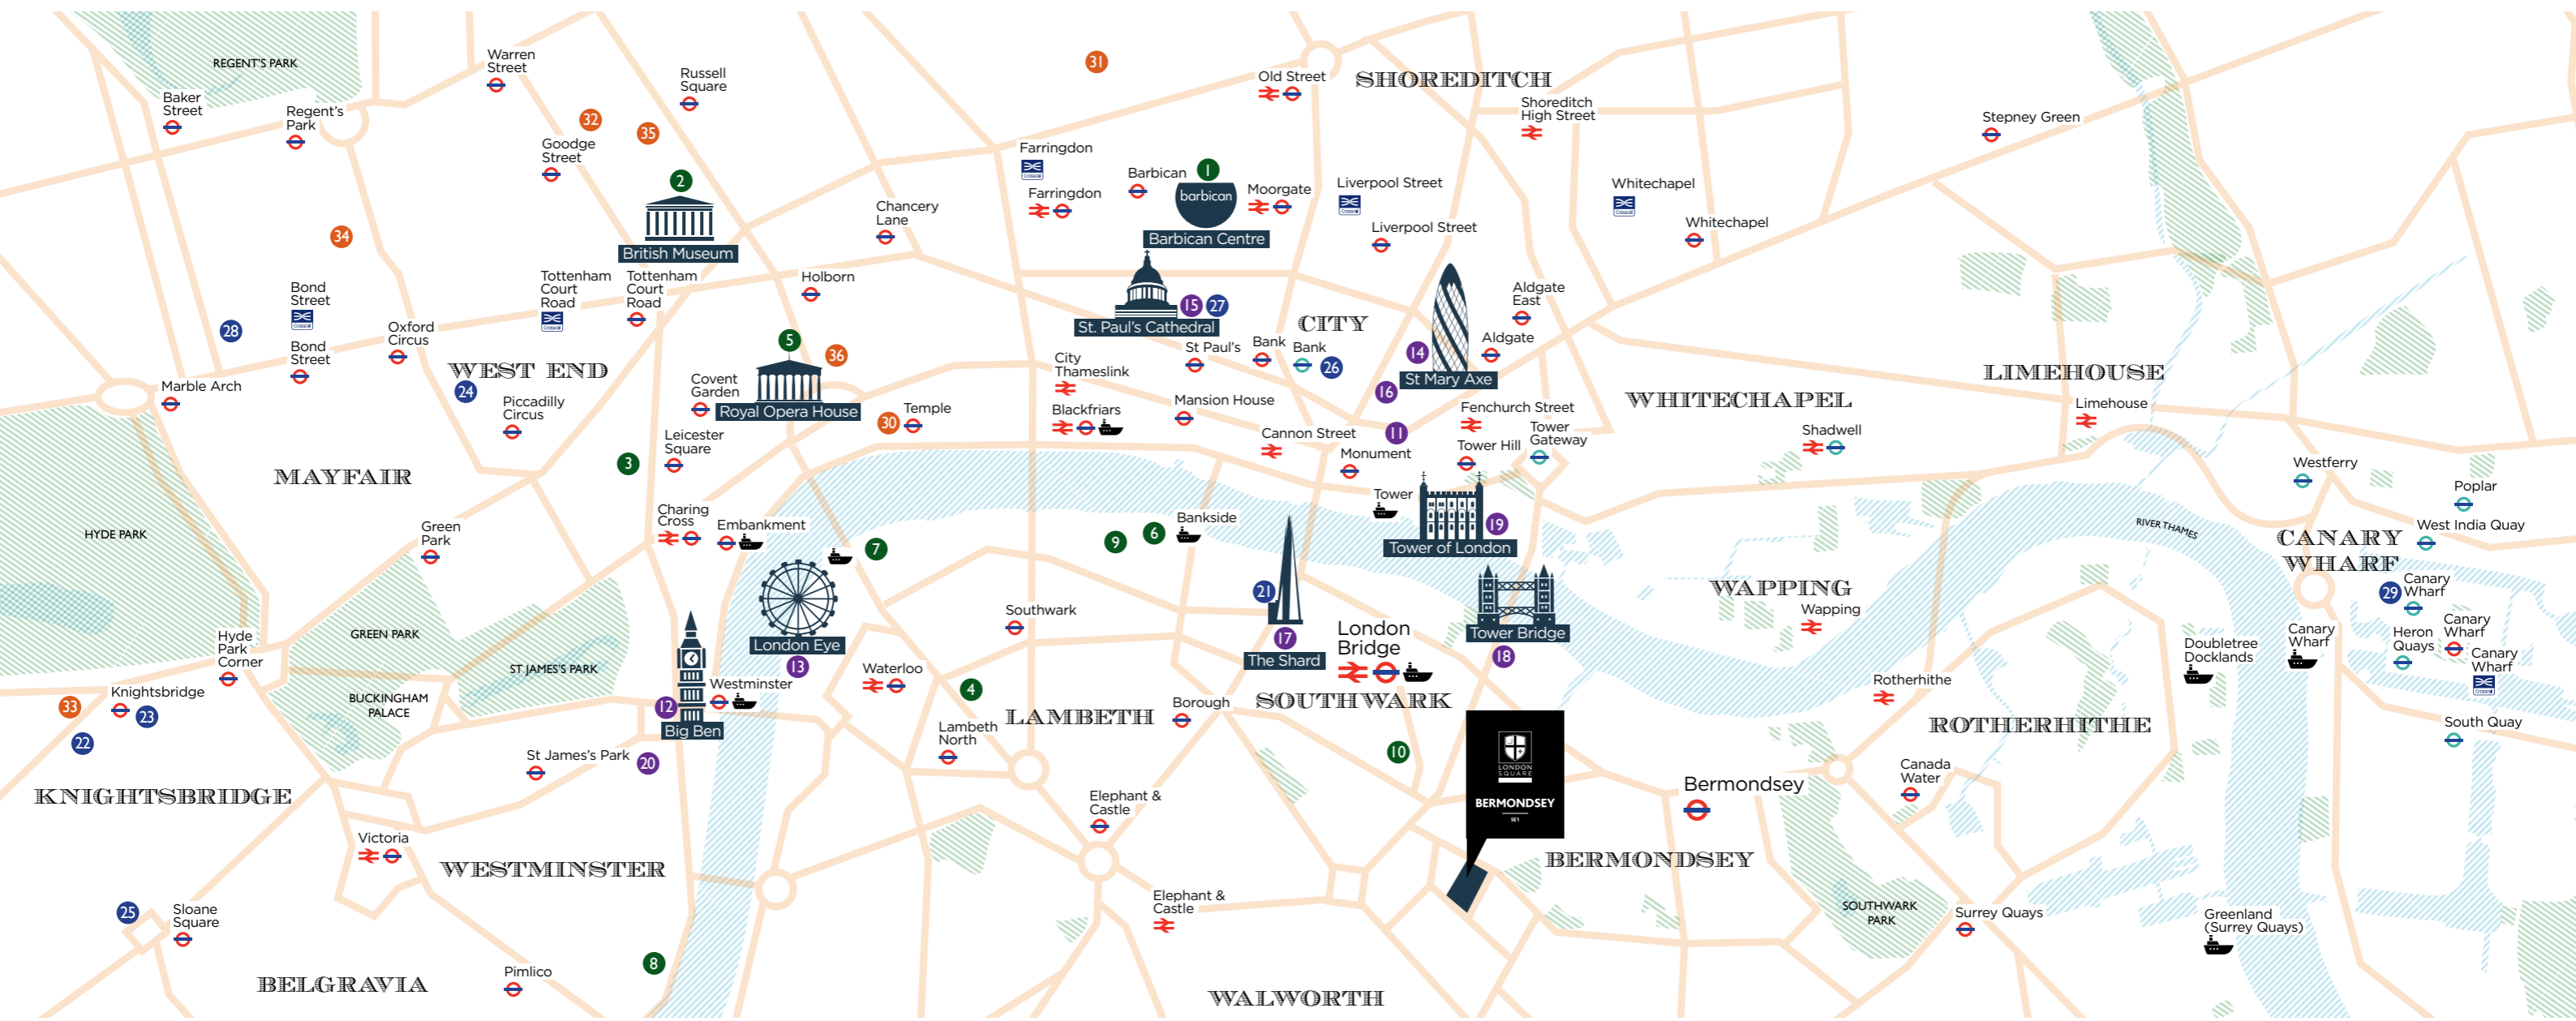 REGENT'S PARK
Warren
Street
Russell
Square
31
Old Street
SHOREDITCH
Baker
Street
Regent's
Park
32
35
Goodge
Street
Shoreditch
High Street
Stepney Green
Farringdon
Crossrail
Farringdon
Barbican
1
barbican
Barbican Centre
Moorgate
Liverpool Street
Crossrail
Liverpool Street
Whitechapel
Crossrail
Whitechapel
2
British Museum
Chancery
Lane
34
Bond
Street
Crossrail
Bond
Street
28
Oxford
Circus
Tottenham
Court
Road
Crossrail
Tottenham
Court
Road
Holborn
15
27
St. Paul's Cathedral
CITY
Aldgate
East
Aldgate
14
St Mary Axe
16
5
36
Royal Opera House
Covent
Garden
WEST END
24
Piccadilly
Circus
Marble Arch
City
Thameslink
St Paul's
Bank
Bank
26
LIMEHOUSE
Limehouse
WHITECHAPEL
Shadwell
Mansion House
Blackfriars
30
Temple
Leicester
Square
3
Cannon Street
11
Monument
Fenchurch Street
Tower Hill
Tower
Gateway
MAYFAIR
Westferry
Poplar
West India Quay
CANARY
WHARF
RIVER THAMES
HYDE PARK
Green
Park
Charing
Cross
Embankment
7
9
6
Bankside
Tower
19
Tower of London
21
17
The Shard
London
Bridge
Tower Bridge
18
WAPPING
Wapping
29
Canary
Wharf
Canary
Wharf
Heron
Quays
Canary
Wharf
Crossrail
Canary
Wharf
Doubletree
Docklands
South Quay
GREEN PARK
ST JAMES'S PARK
BUCKINGHAM
PALACE
Hyde
Park
Corner
London Eye
13
Southwark
Waterloo
4
Westminster
12
Big Ben
33
Knightsbridge
23
22
KNIGHTSBRIDGE
St James's Park
20
Lambeth
North
LAMBETH
Borough
SOUTHWARK
10
LONDON
SQUARE
BERMONDSEY
SE1
Bermondsey
BERMONDSEY
Rotherhithe
ROTHERHITHE
Canada
Water
Elephant &
Castle
Elephant &
Castle
Victoria
WESTMINSTER
25
Sloane
Square
BELGRAVIA
Pimlico
8
WALWORTH
SOUTHWARK
PARK
Surrey Quays
Greenland
(Surrey Quays)